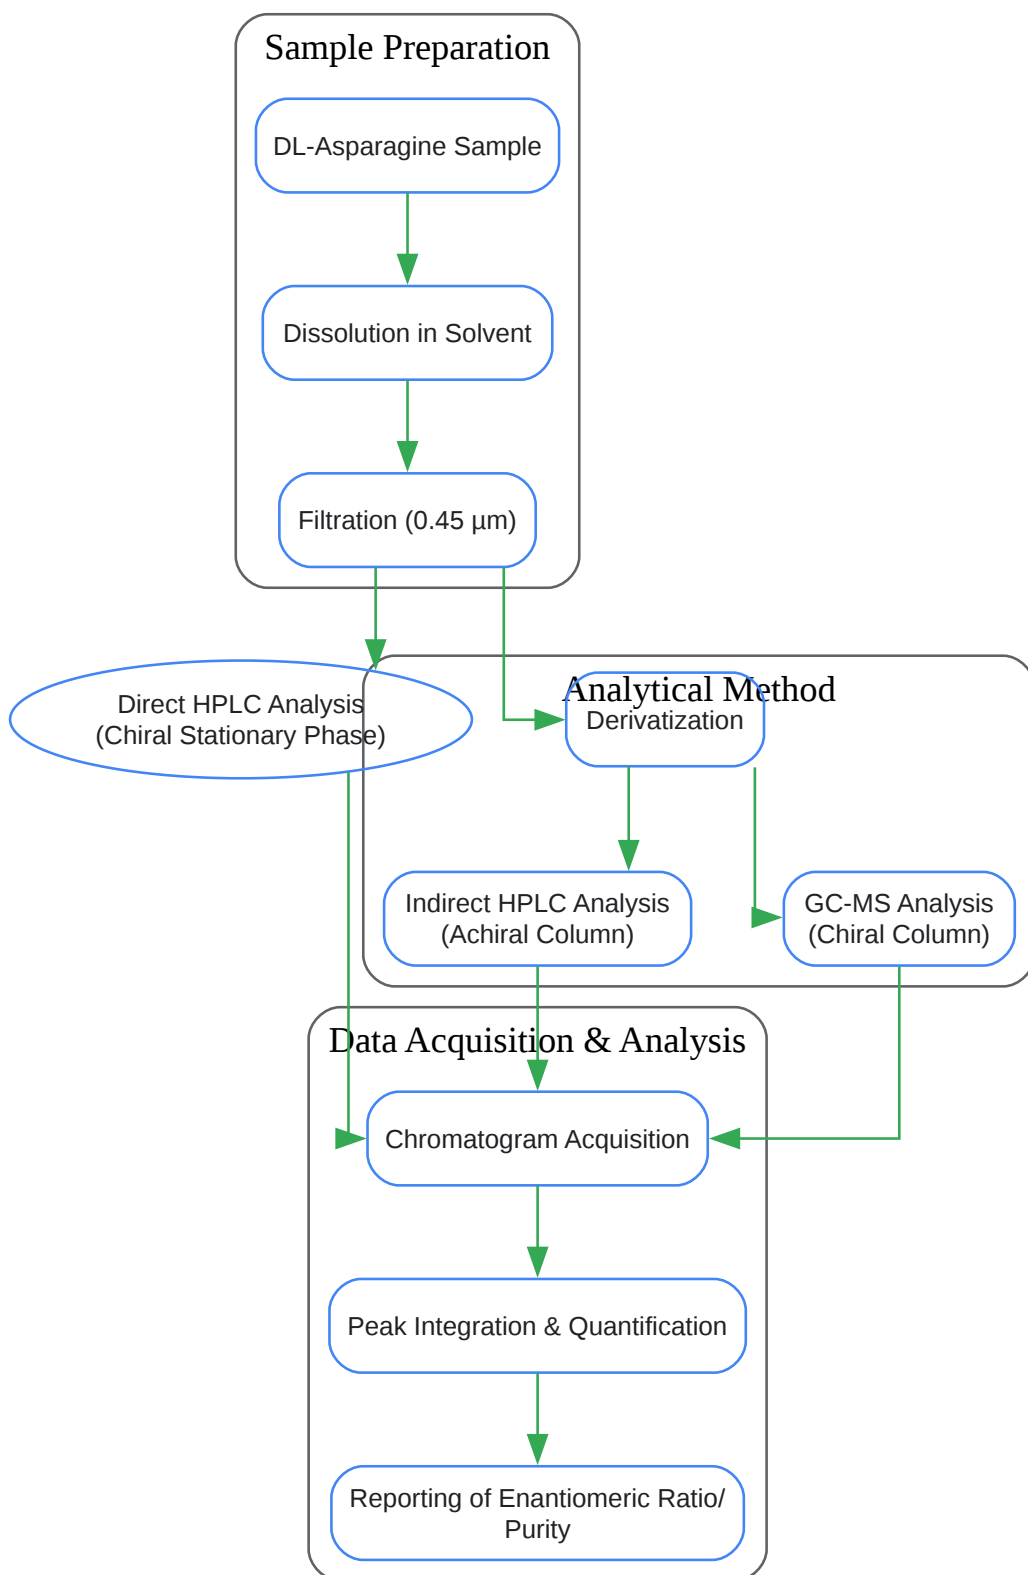 Sample Preparation
DL-Asparagine Sample
Dissolution in Solvent
Filtration (0.45 µm)
Direct HPLC Analysis
(Chiral Stationary Phase)
Analytical Method
Derivatization
Indirect HPLC Analysis
(Achiral Column)
GC-MS Analysis
(Chiral Column)
Data Acquisition & Analysis
Chromatogram Acquisition
Peak Integration & Quantification
Reporting of Enantiomeric Ratio/
Purity